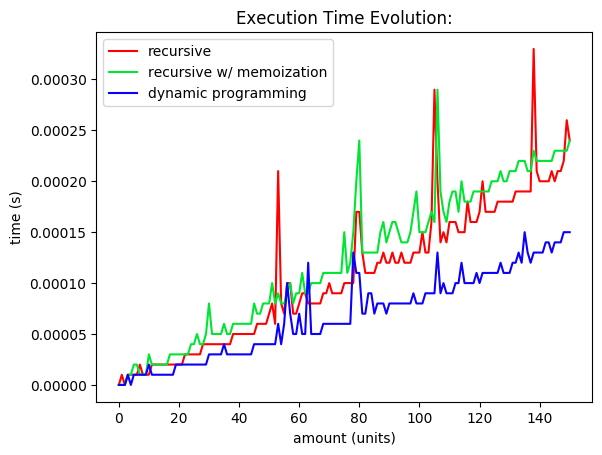 Execution Time Evolution:
recursive
recursive w/ memoization
dynamic programming
time (s)
0.00030
0.00025
0.00020
0.00015
0.00010
0.00005
0.00000
0 20 40 60 80 100 120 140
amount (units)